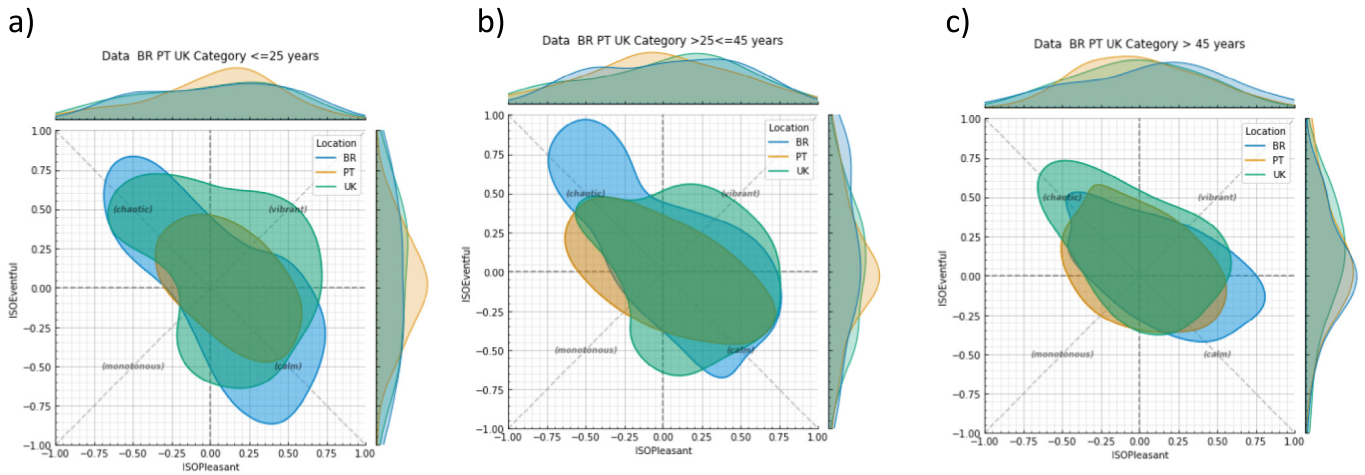 a)
Data BR PT UK Category <=25 years
1.00
0.75
0.50
0.25
0.00
−0.25
−0.50
−0.75
−1.00
ISOEventful
Location
BR
PT
UK
(chaotic)
(vibrant)
(monotonous)
(calm)
−1.00 −0.75 −0.50 −0.25 0.00 0.25 0.50 0.75 1.00
ISOPleasant
b)
Data BR PT UK Category >25<=45 years
1.00
0.75
0.50
0.25
0.00
−0.25
−0.50
−0.75
−1.00
ISOEventful
Location
BR
PT
UK
(chaotic)
(vibrant)
(monotonous)
(calm)
−1.00 −0.75 −0.50 −0.25 0.00 0.25 0.50 0.75 1.00
ISOPleasant
c)
Data BR PT UK Category > 45 years
1.00
0.75
0.50
0.25
0.00
−0.25
−0.50
−0.75
−1.00
ISOEventful
Location
BR
PT
UK
(chaotic)
(vibrant)
(monotonous)
(calm)
−1.00 −0.75 −0.50 −0.25 0.00 0.25 0.50 0.75 1.00
ISOPleasant